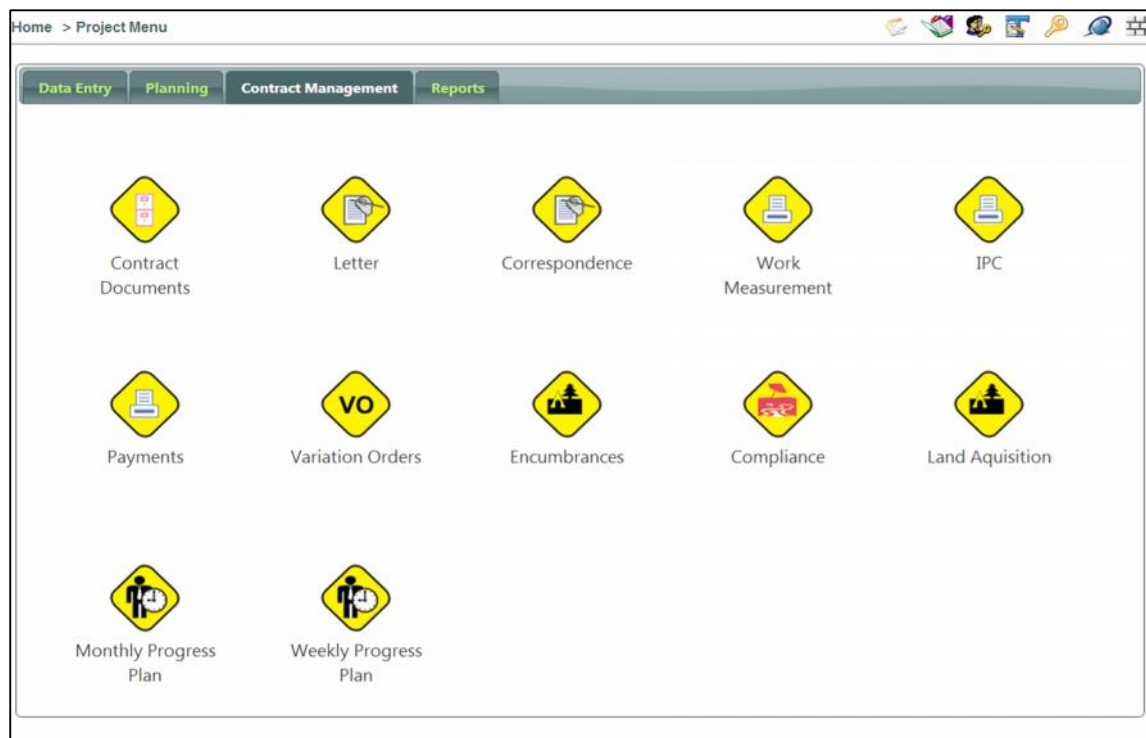 Home > Project Menu
Data Entry Planning Contract Management Reports
Contract Documents
Letter
Correspondence
Work Measurement
IPC
Payments
VO
Variation Orders
Encumbrances
Compliance
Land Aquisition
Monthly Progress Plan
Weekly Progress Plan